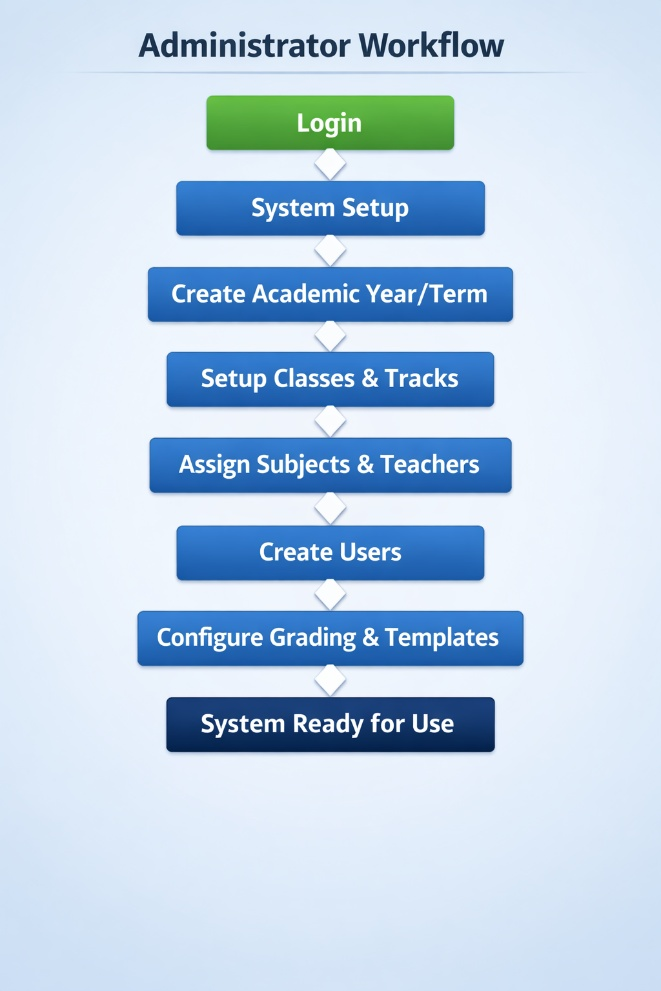 Administrator Workflow
Login
System Setup
Create Academic Year/Term
Setup Classes & Tracks
Assign Subjects & Teachers
Create Users
Configure Grading & Templates
System Ready for Use